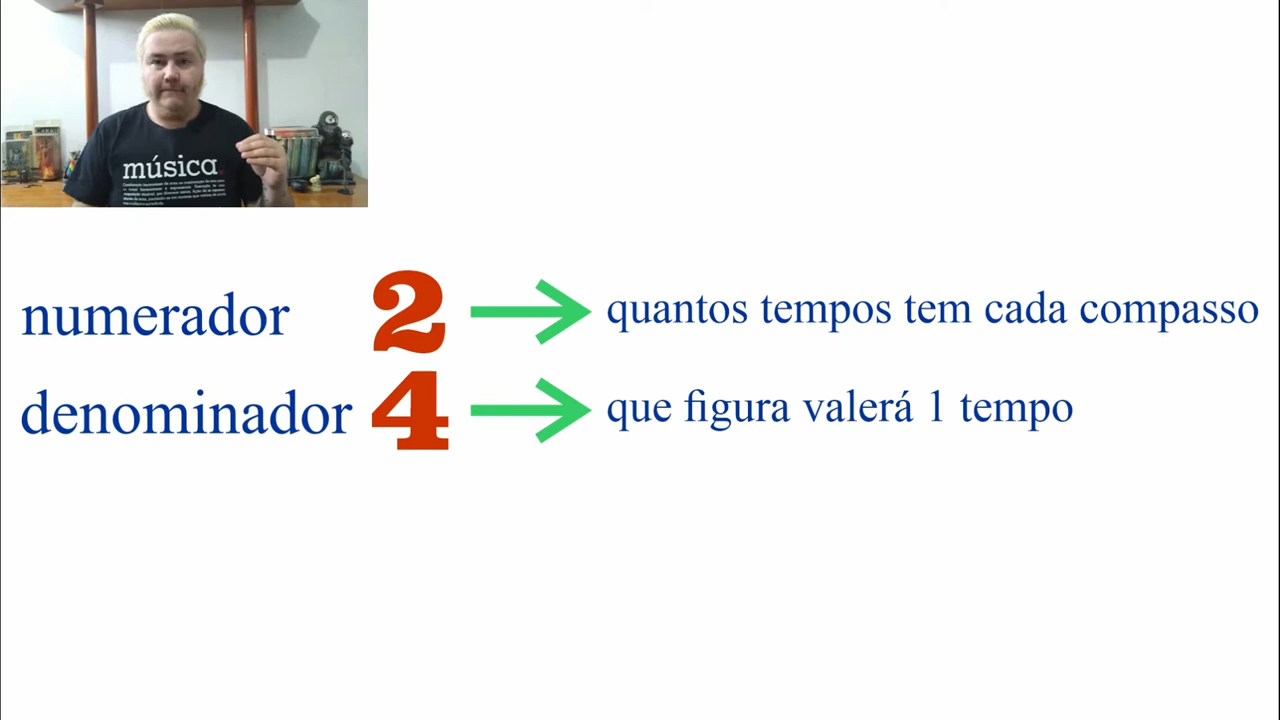 música.
numerador 2 quantos tempos tem cada compasso
denominador 4 que figura valerá 1 tempo